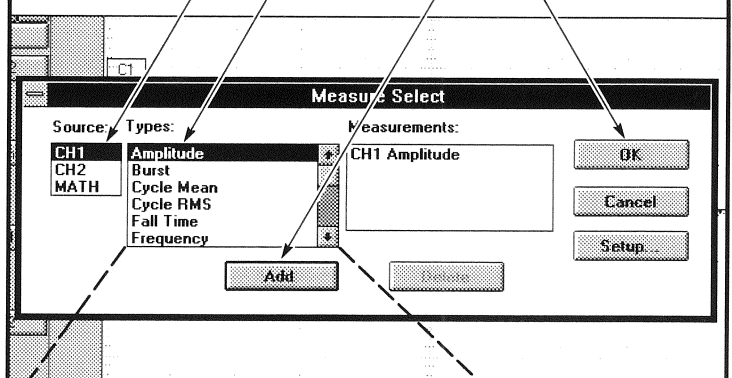 C1
Measure Select
Source: Types: Measurements:
CH1
CH2
MATH
Amplitude
Burst
Cycle Mean
Cycle RMS
Fall Time
Frequency
CH1 Amplitude
OK
Cancel
Setup...
Add
Delete